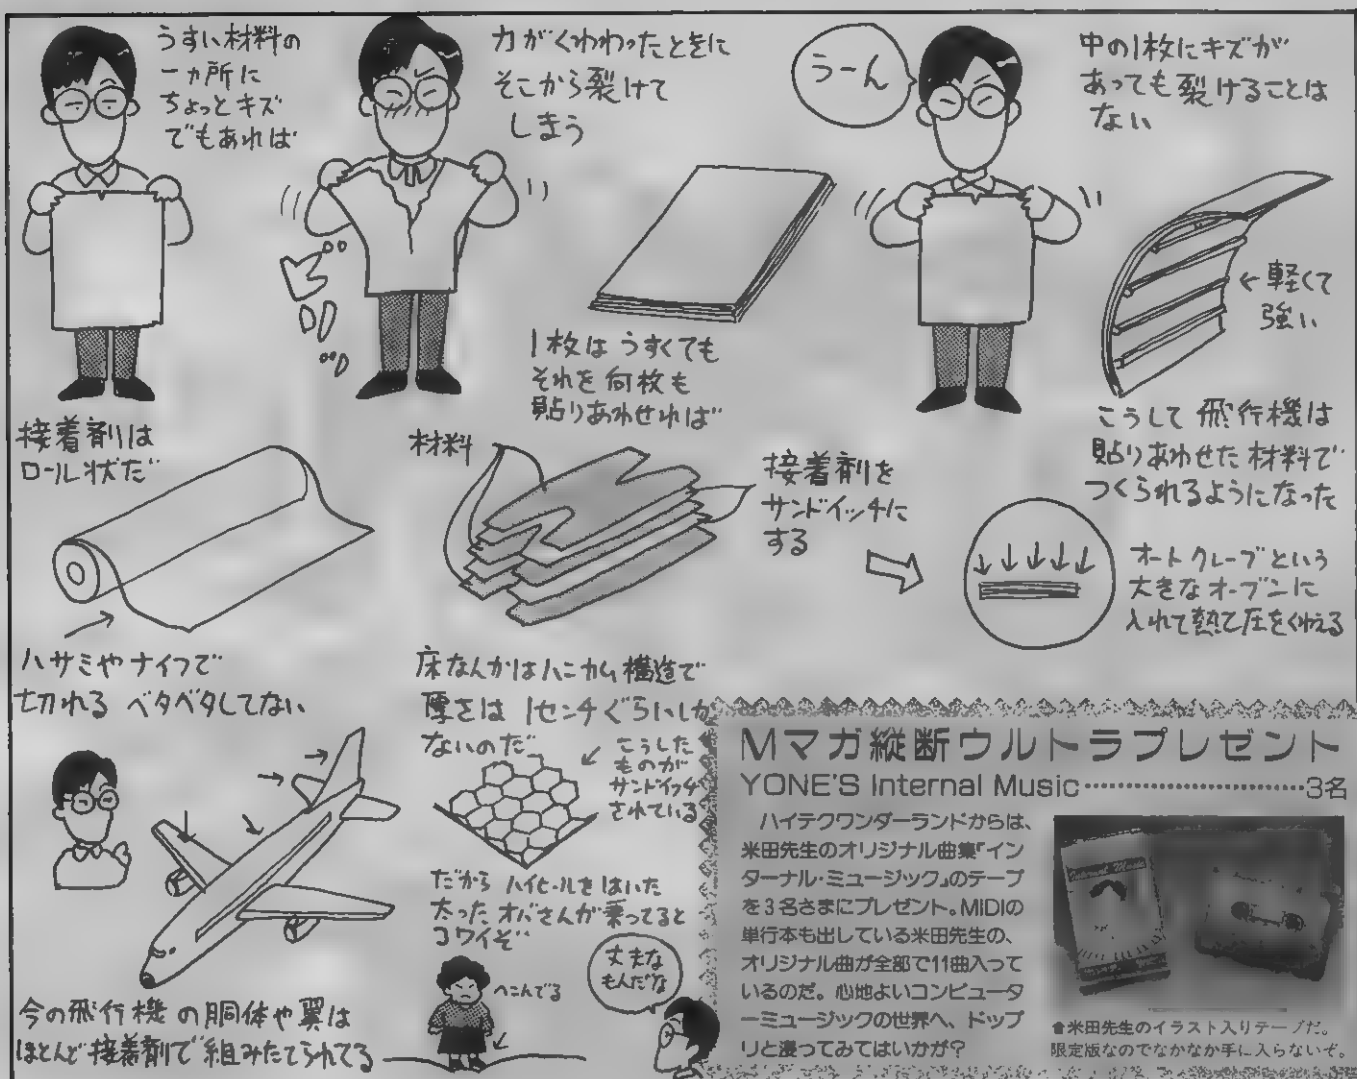 うすい材料の
一ヵ所に
ちょっとキズ
でもあれば
力がくわわったときに
そこから裂けて
しまう
ビリリ
1枚は うすくても
それを何枚も
貼りあわせれば
うーん
中の1枚にキズが
あっても裂けることは
ない
←軽くて
強い
こうして 飛行機は
貼りあわせた材料で
つくられるようになった
接着剤は
ロール状だ
ハサミやナイフで
切れる ベタベタしてない
材料
接着剤を
サンドイッチに
する
オートクレーブという
大きなオーブンに
入れて熱と圧をくわえる
今の飛行機の胴体や翼は
ほとんど接着剤で組みたてられてる
床なんかはハニカム構造で
厚さは 1センチぐらいしか
ないのだ
こうした
ものが
サンドイッチ
されている
だから ハイヒールをはいた
太ったオバさんが乗ってると
コワイぞ
へこんでる
丈夫な
もんだな
Mマガ縦断ウルトラプレゼント
YONE'S Internal Music……………………3名
ハイテクワンダーランドからは、
米田先生のオリジナル曲集『イン
ターナル・ミュージック』のテープ
を3名さまにプレゼント。MIDIの
単行本も出している米田先生の、
オリジナル曲が全部で11曲入って
いるのだ。心地よいコンピュータ
ーミュージックの世界へ、ドップ
リと浸ってみてはいかが?
⬆米田先生のイラスト入りテープだ。
限定版なのでなかなか手に入らないぞ。